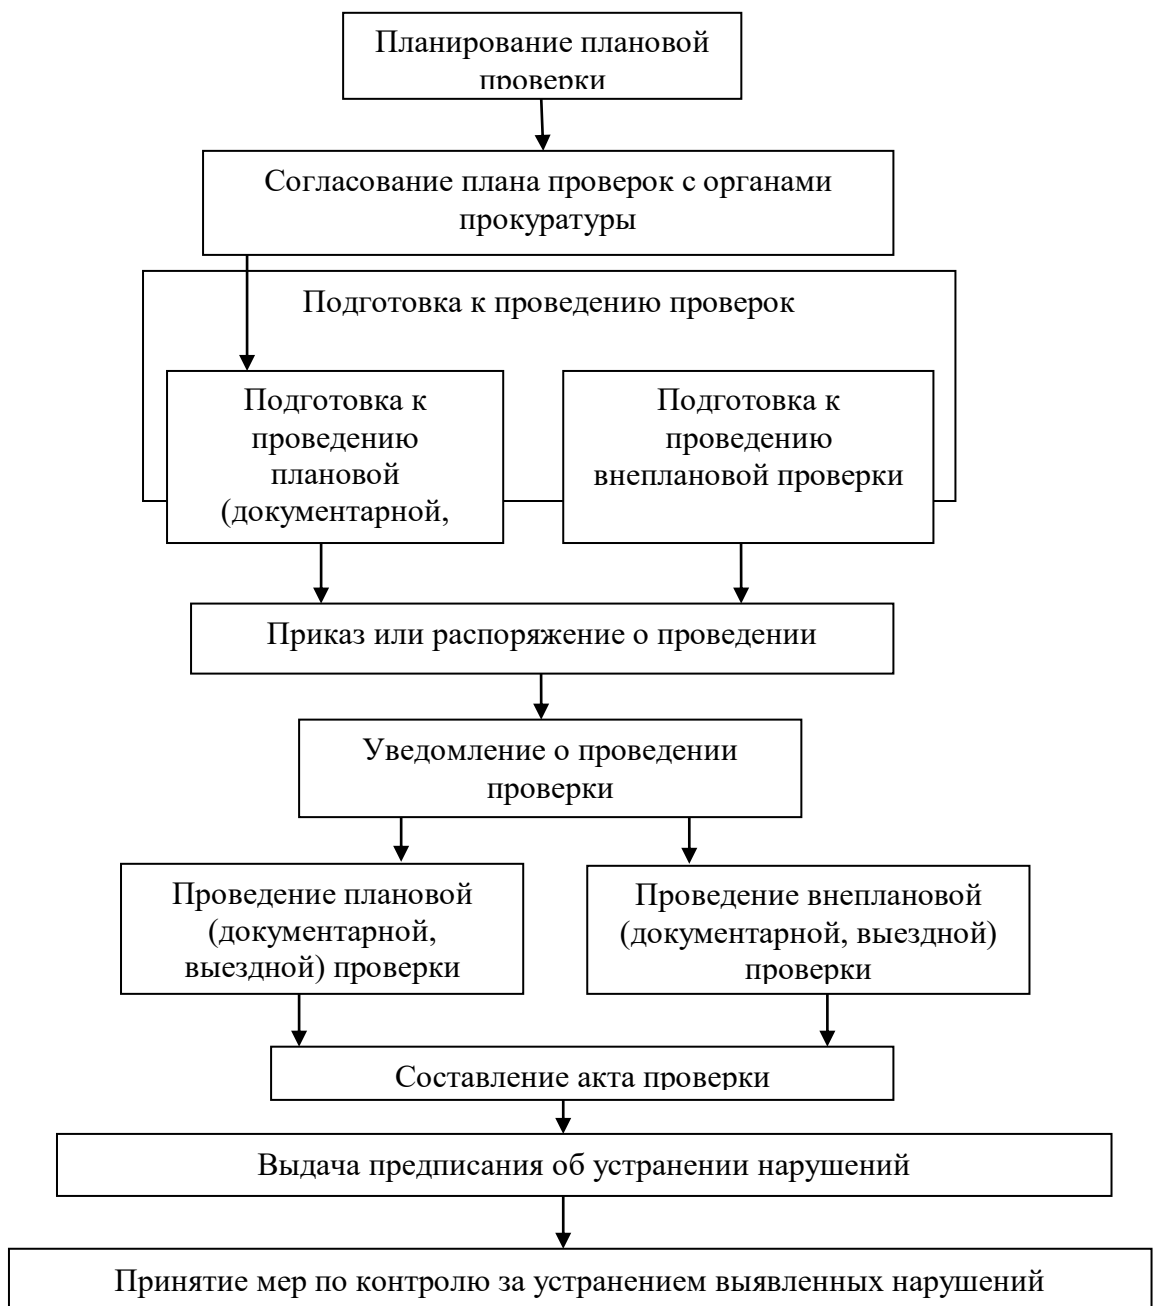 Планирование плановой
проверки
Согласование плана проверок с органами
прокуратуры
Подготовка к проведению проверок
Подготовка к
проведению
плановой
(документарной,
Подготовка к
проведению
внеплановой проверки
Приказ или распоряжение о проведении
Уведомление о проведении
проверки
Проведение плановой
(документарной,
выездной) проверки
Проведение внеплановой
(документарной, выездной)
проверки
Составление акта проверки
Выдача предписания об устранении нарушений
Принятие мер по контролю за устранением выявленных нарушений